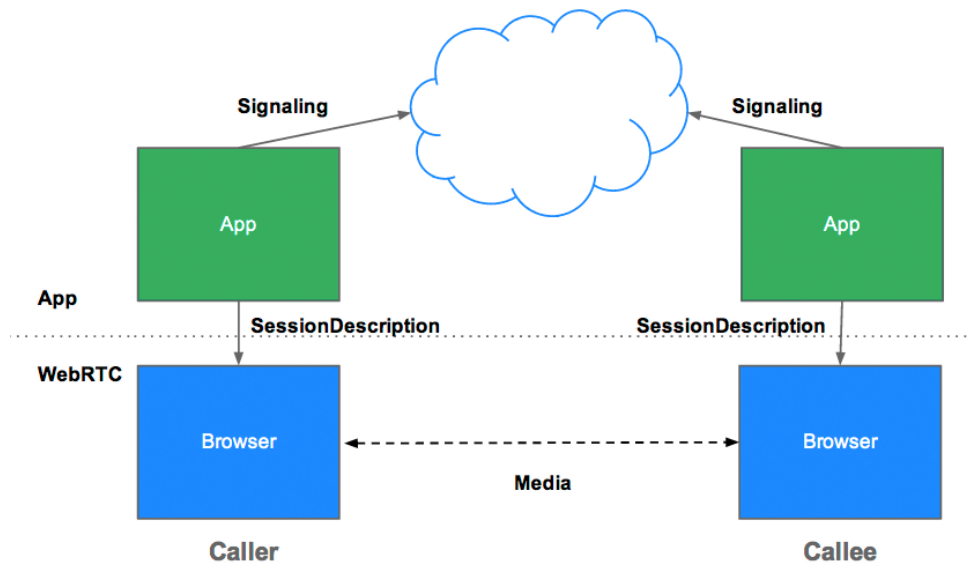 Signaling
Signaling
App
App
App
SessionDescription
SessionDescription
WebRTC
Browser
Browser
Media
Caller
Callee